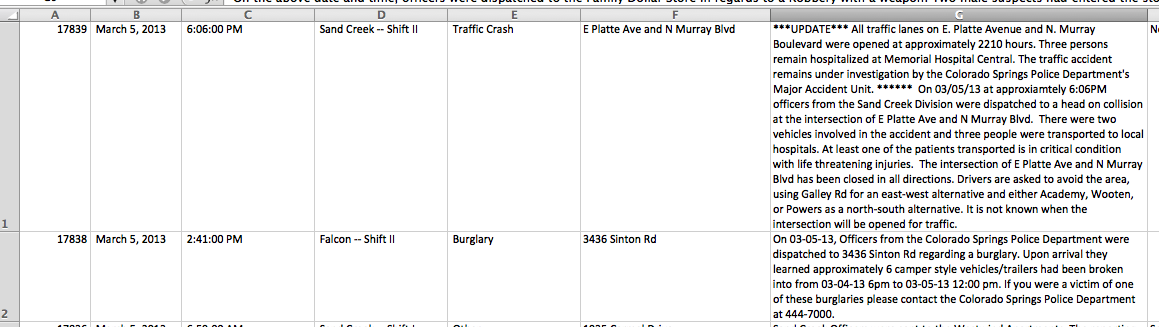 On the above date and time, officers were dispatched to the Family Dollar Store in regards to a Robbery with a weapon Two male suspects had entered the sto
A B C D E F G
17839 March 5, 2013 6:06:00 PM Sand Creek -- Shift II Traffic Crash E Platte Ave and N Murray Blvd ***UPDATE*** All traffic lanes on E. Platte Avenue and N. Murray
Boulevard were opened at approximately 2210 hours. Three persons
remain hospitalized at Memorial Hospital Central. The traffic accident
remains under investigation by the Colorado Springs Police Department's
Major Accident Unit. ****** On 03/05/13 at approxiamtely 6:06PM
officers from the Sand Creek Division were dispatched to a head on collision
at the intersection of E Platte Ave and N Murray Blvd. There were two
vehicles involved in the accident and three people were transported to local
hospitals. At least one of the patients transported is in critical condition
with life threatening injuries. The intersection of E Platte Ave and N Murray
Blvd has been closed in all directions. Drivers are asked to avoid the area,
using Galley Rd for an east-west alternative and either Academy, Wooten,
or Powers as a north-south alternative. It is not known when the
1 intersection will be opened for traffic.
17838 March 5, 2013 2:41:00 PM Falcon -- Shift II Burglary 3436 Sinton Rd On 03-05-13, Officers from the Colorado Springs Police Department were
dispatched to 3436 Sinton Rd regarding a burglary. Upon arrival they
learned approximately 6 camper style vehicles/trailers had been broken
into from 03-04-13 6pm to 03-05-13 12:00 pm. If you were a victim of one
of these burglaries please contact the Colorado Springs Police Department
2 at 444-7000.